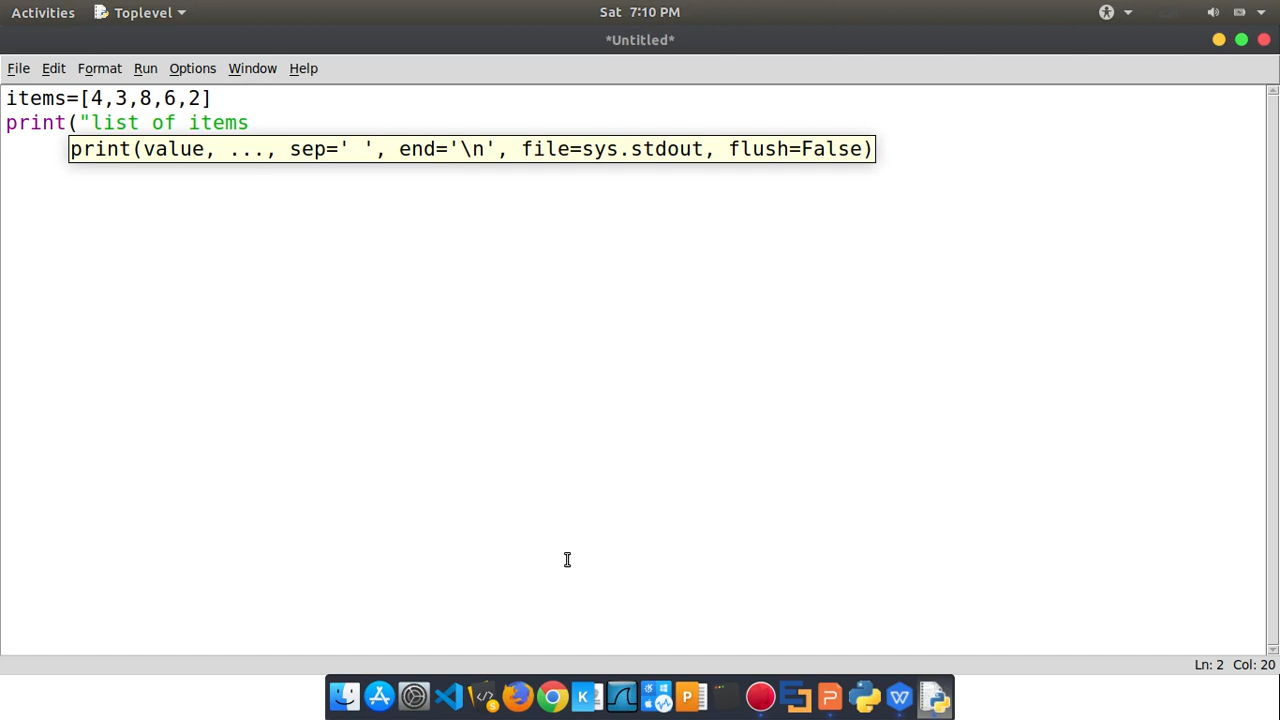 Activities Toplevel Sat 7:10 PM
*Untitled*
File Edit Format Run Options Window Help
items=[4,3,8,6,2]
print("list of items
print(value, ..., sep=' ', end='\n', file=sys.stdout, flush=False)
Ln: 2 Col: 20